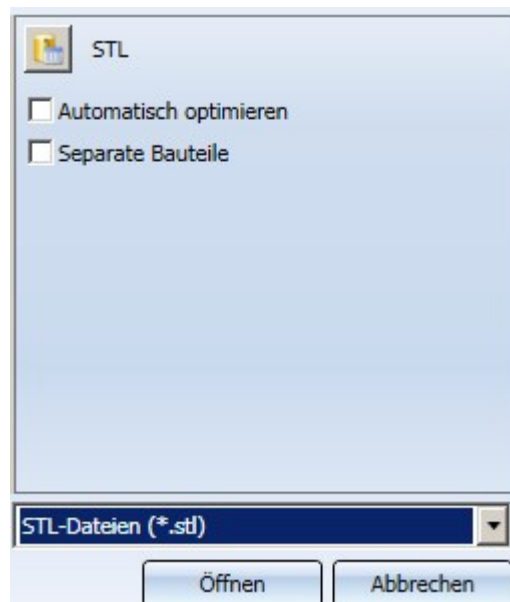 STL
Automatisch optimieren
Separate Bauteile
STL-Dateien (*.stl)
Öffnen Abbrechen